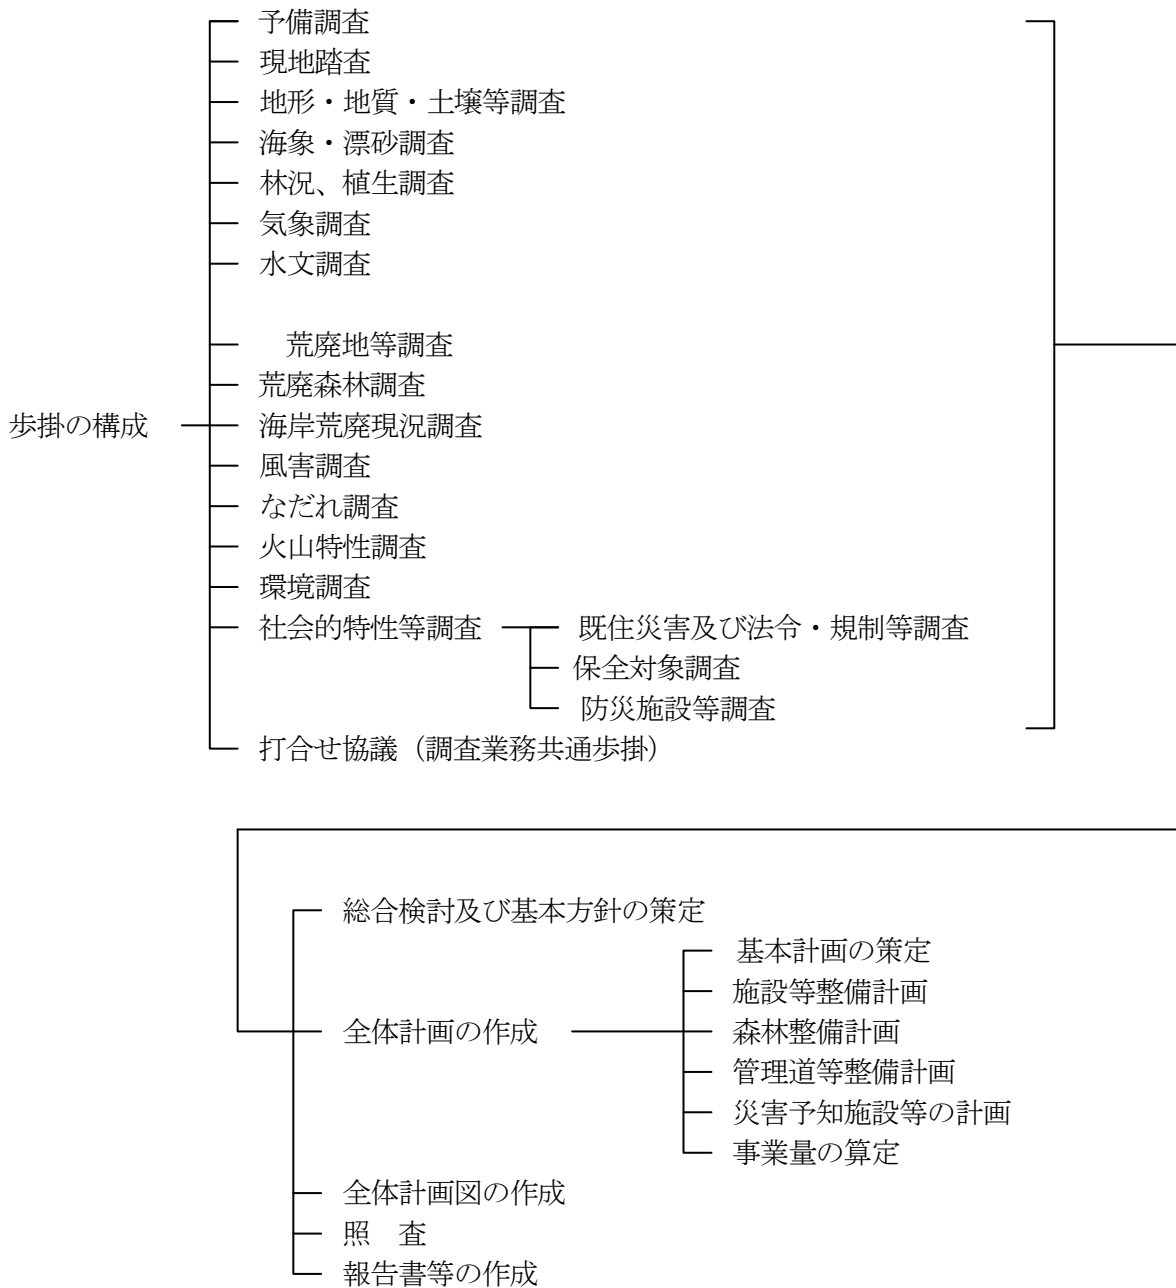 予備調査
現地踏査
地形・地質・土壌等調査
海象・漂砂調査
林況、植生調査
気象調査
水文調査
荒廃地等調査
荒廃森林調査
歩掛の構成
海岸荒廃現況調査
風害調査
なだれ調査
火山特性調査
環境調査
社会的特性等調査
既住災害及び法令・規制等調査
保全対象調査
防災施設等調査
打合せ協議（調査業務共通歩掛）
総合検討及び基本方針の策定
全体計画の作成
基本計画の策定
施設等整備計画
森林整備計画
管理道等整備計画
災害予知施設等の計画
事業量の算定
全体計画図の作成
照　査
報告書等の作成